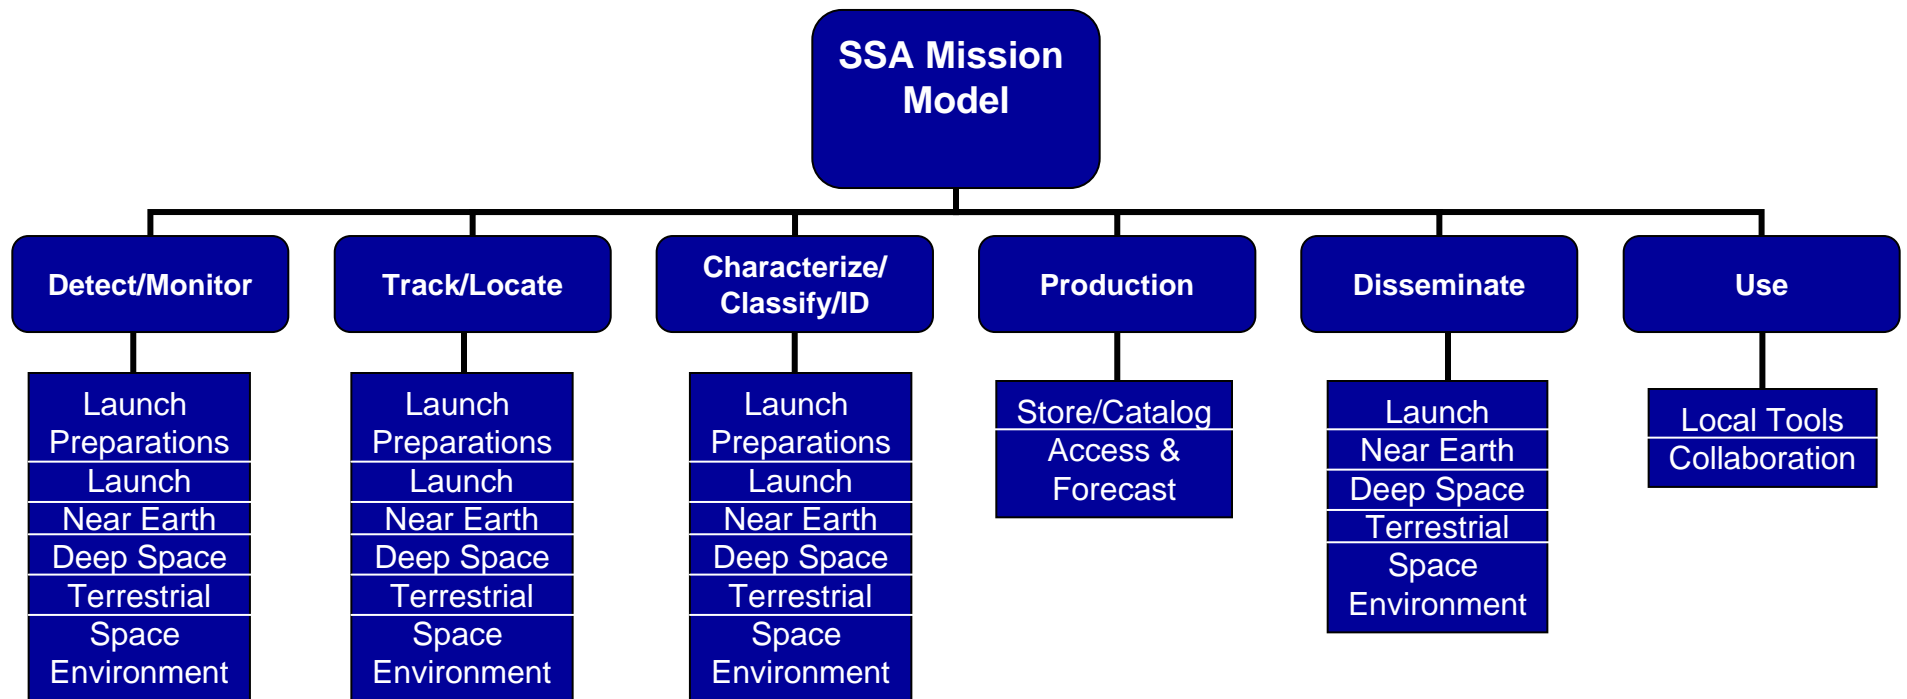 SSA Mission
Model
Detect/Monitor
Track/Locate
Characterize/
Classify/ID
Production
Disseminate
Use
Launch
Preparations
Launch
Near Earth
Deep Space
Terrestrial
Space
Environment
Launch
Preparations
Launch
Near Earth
Deep Space
Terrestrial
Space
Environment
Launch
Preparations
Launch
Near Earth
Deep Space
Terrestrial
Space
Environment
Store/Catalog
Access &
Forecast
Launch
Near Earth
Deep Space
Terrestrial
Space
Environment
Local Tools
Collaboration